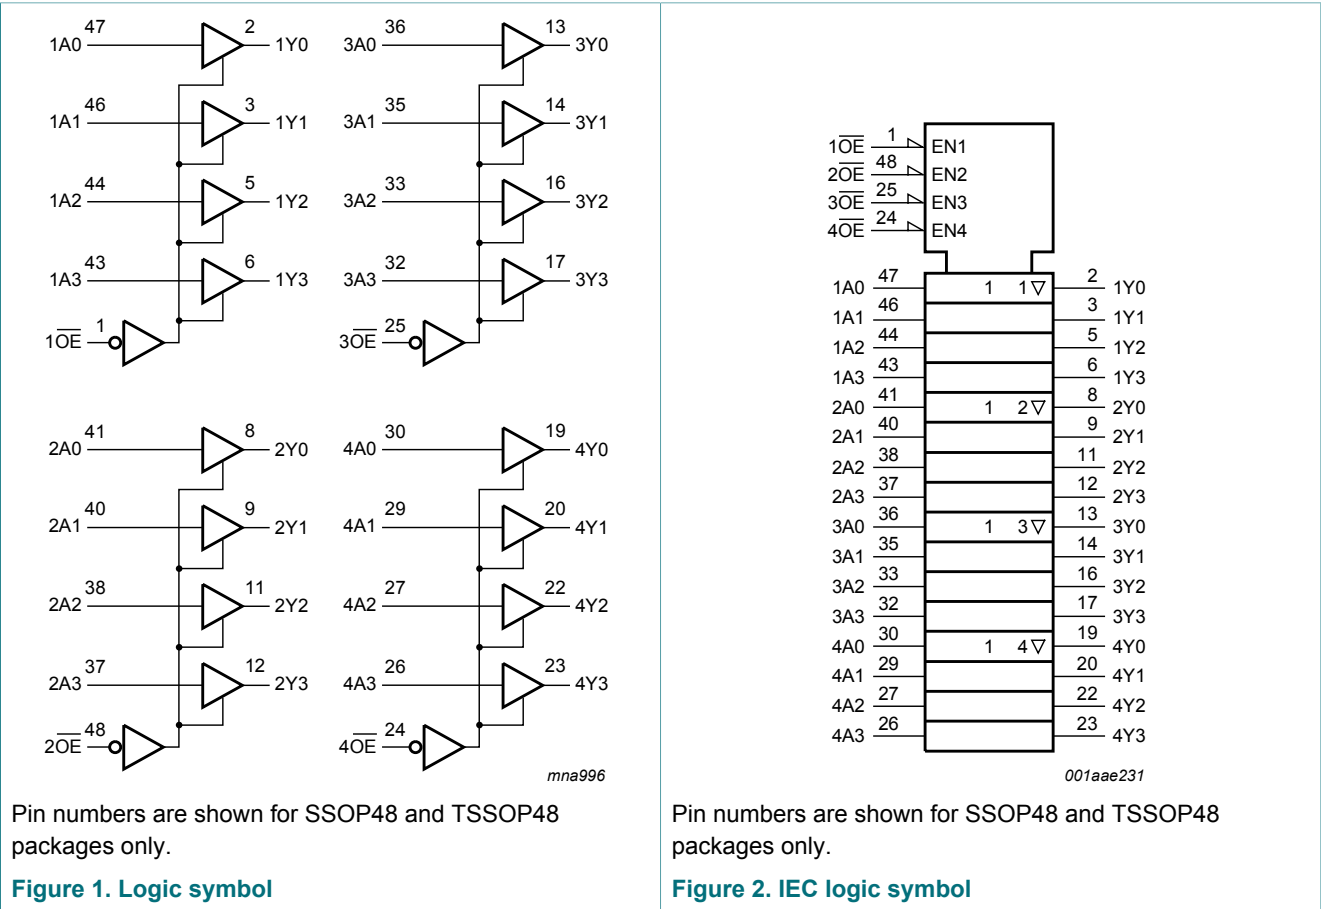 47 2 36 13
1A0 1Y0 3A0 3Y0
46 3 35 14
1A1 1Y1 3A1 3Y1
44 5 33 16
1A2 1Y2 3A2 3Y2
43 6 32 17
1A3 1Y3 3A3 3Y3
1 25
1O̅E̅ 3O̅E̅
41 8 30 19
2A0 2Y0 4A0 4Y0
40 9 29 20
2A1 2Y1 4A1 4Y1
38 11 27 22
2A2 2Y2 4A2 4Y2
37 12 26 23
2A3 2Y3 4A3 4Y3
48 24
2O̅E̅ 4O̅E̅
mna996
Pin numbers are shown for SSOP48 and TSSOP48
packages only.
Figure 1. Logic symbol
1O̅E̅ 1 EN1
2O̅E̅ 48 EN2
3O̅E̅ 25 EN3
4O̅E̅ 24 EN4
1A0 47 1 1▽ 2 1Y0
1A1 46 3 1Y1
1A2 44 5 1Y2
1A3 43 6 1Y3
2A0 41 1 2▽ 8 2Y0
2A1 40 9 2Y1
2A2 38 11 2Y2
2A3 37 12 2Y3
3A0 36 1 3▽ 13 3Y0
3A1 35 14 3Y1
3A2 33 16 3Y2
3A3 32 17 3Y3
4A0 30 1 4▽ 19 4Y0
4A1 29 20 4Y1
4A2 27 22 4Y2
4A3 26 23 4Y3
001aae231
Pin numbers are shown for SSOP48 and TSSOP48
packages only.
Figure 2. IEC logic symbol